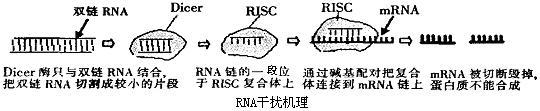 双链 RNA
Dicer
RISC
RISC
mRNA
Dicer 酶只与双链 RNA 结合,
把双链 RNA 切割成较小的片段
RNA 链的一段位
于 RISC 复合体上
通过碱基配对把复合
体连接到 mRNA 链上
mRNA 被切断毁掉,
蛋白质不能合成
RNA干扰机理